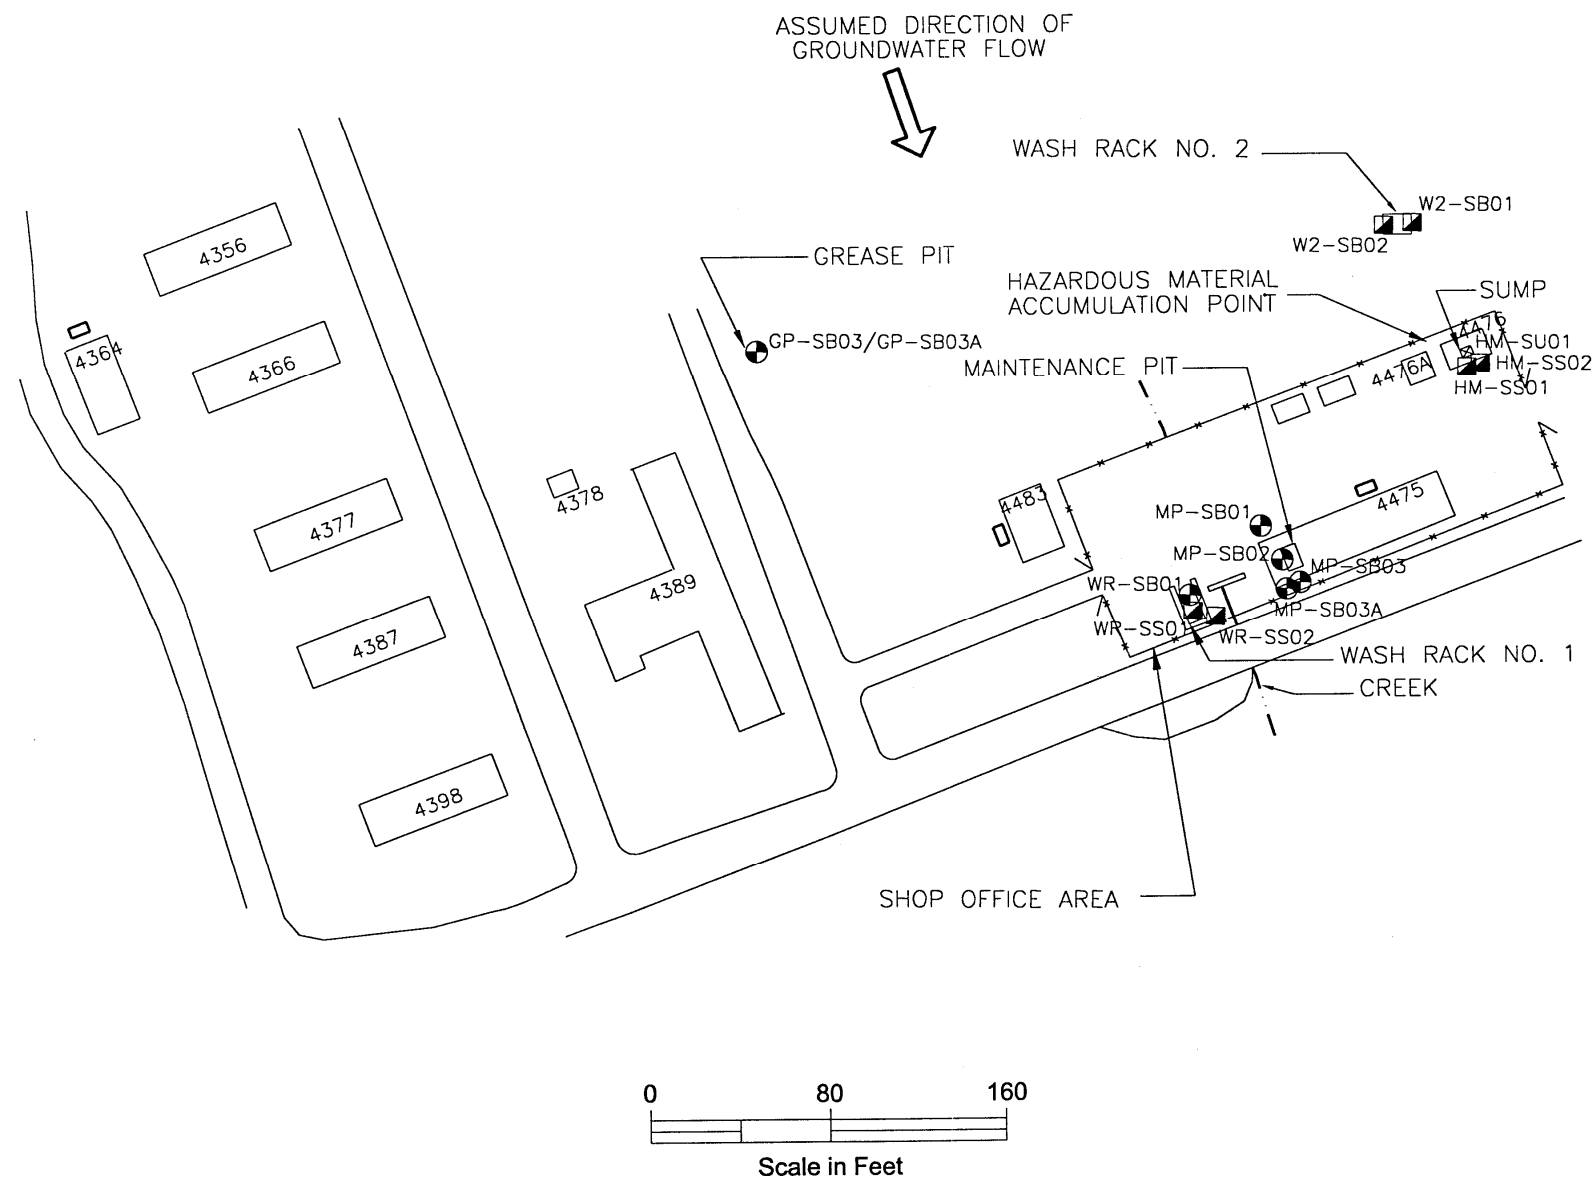 ASSUMED DIRECTION OF
GROUNDWATER FLOW
WASH RACK NO. 2
W2-SB01
W2-SB02
4356
GREASE PIT
HAZARDOUS MATERIAL
ACCUMULATION POINT
SUMP
4476
HM-SU01
GP-SB03/GP-SB03A
4364
4366
MAINTENANCE PIT
4476A
HM-SS02
HM-SS01
4378
4483
4475
MP-SB01
4377
MP-SB02
MP-SB03
WR-SB01
4389
MP-SB03A
WR-SS01
WR-SS02
4387
WASH RACK NO. 1
CREEK
4398
SHOP OFFICE AREA
0 80 160
Scale in Feet